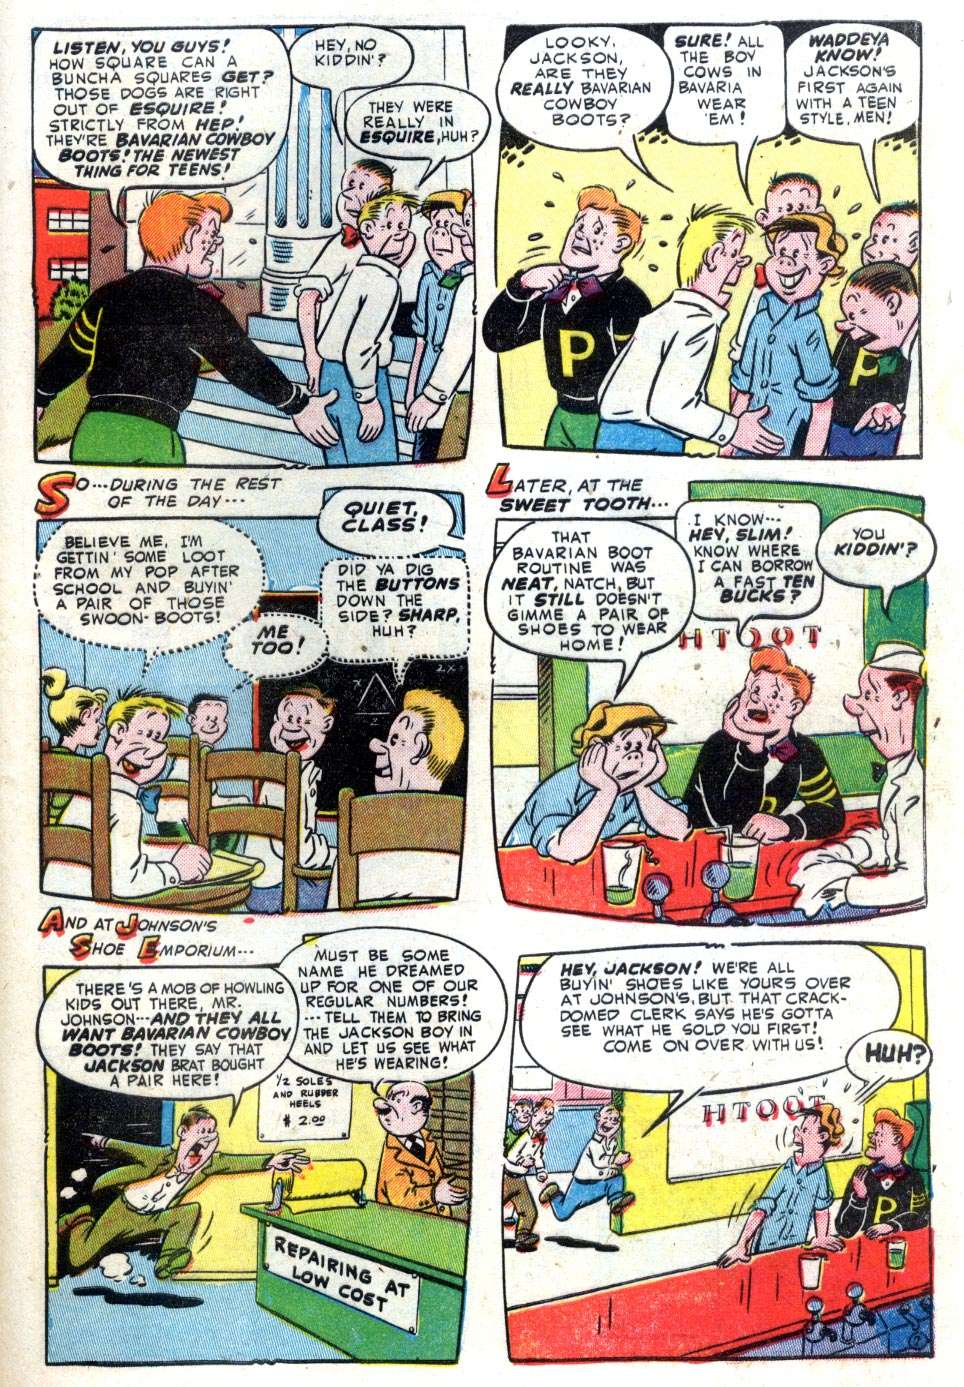 LISTEN, YOU GUYS!
HOW SQUARE CAN A
BUNCHA SQUARES GET?
THOSE DOGS ARE RIGHT
OUT OF ESQUIRE!
STRICTLY FROM HEP!
THEY'RE BAVARIAN COWBOY
BOOTS! THE NEWEST
THING FOR TEENS!
HEY, NO
KIDDIN'?
THEY WERE
REALLY IN
ESQUIRE, HUH?
LOOKY,
JACKSON,
ARE THEY
REALLY BAVARIAN
COWBOY
BOOTS?
SURE! ALL
THE BOY
COWS IN
BAVARIA
WEAR
'EM!
WADDEYA
KNOW!
JACKSON'S
FIRST AGAIN
WITH A TEEN
STYLE, MEN!
P
P
SO---DURING THE REST
OF THE DAY---
BELIEVE ME, I'M
GETTIN' SOME LOOT
FROM MY POP AFTER
SCHOOL AND BUYIN'
A PAIR OF THOSE
SWOON-BOOTS!
ME
TOO!
QUIET,
CLASS!
DID YA DIG
THE BUTTONS
DOWN THE
SIDE? SHARP,
HUH?
LATER, AT THE
SWEET TOOTH---
THAT
BAVARIAN BOOT
ROUTINE WAS
NEAT, NATCH, BUT
IT STILL DOESN'T
GIMME A PAIR OF
SHOES TO WEAR
HOME!
I KNOW---
HEY, SLIM!
KNOW WHERE
I CAN BORROW
A FAST TEN
BUCKS?
YOU
KIDDIN'?
HTOOT
AND AT JOHNSON'S
SHOE EMPORIUM---
THERE'S A MOB OF HOWLING
KIDS OUT THERE, MR.
JOHNSON---AND THEY ALL
WANT BAVARIAN COWBOY
BOOTS! THEY SAY THAT
JACKSON BRAT BOUGHT
A PAIR HERE!
MUST BE SOME
NAME HE DREAMED
UP FOR ONE OF OUR
REGULAR NUMBERS!
---TELL THEM TO BRING
THE JACKSON BOY IN
AND LET US SEE WHAT
HE'S WEARING!
1/2 SOLES
AND RUBBER
HEELS
$ 2.00
REPAIRING AT
LOW COST
HEY, JACKSON! WE'RE ALL
BUYIN' SHOES LIKE YOURS OVER
AT JOHNSON'S, BUT THAT CRACK-
DOMED CLERK SAYS HE'S GOTTA
SEE WHAT HE SOLD YOU FIRST!
COME ON OVER WITH US!
HUH?
HTOOT
P